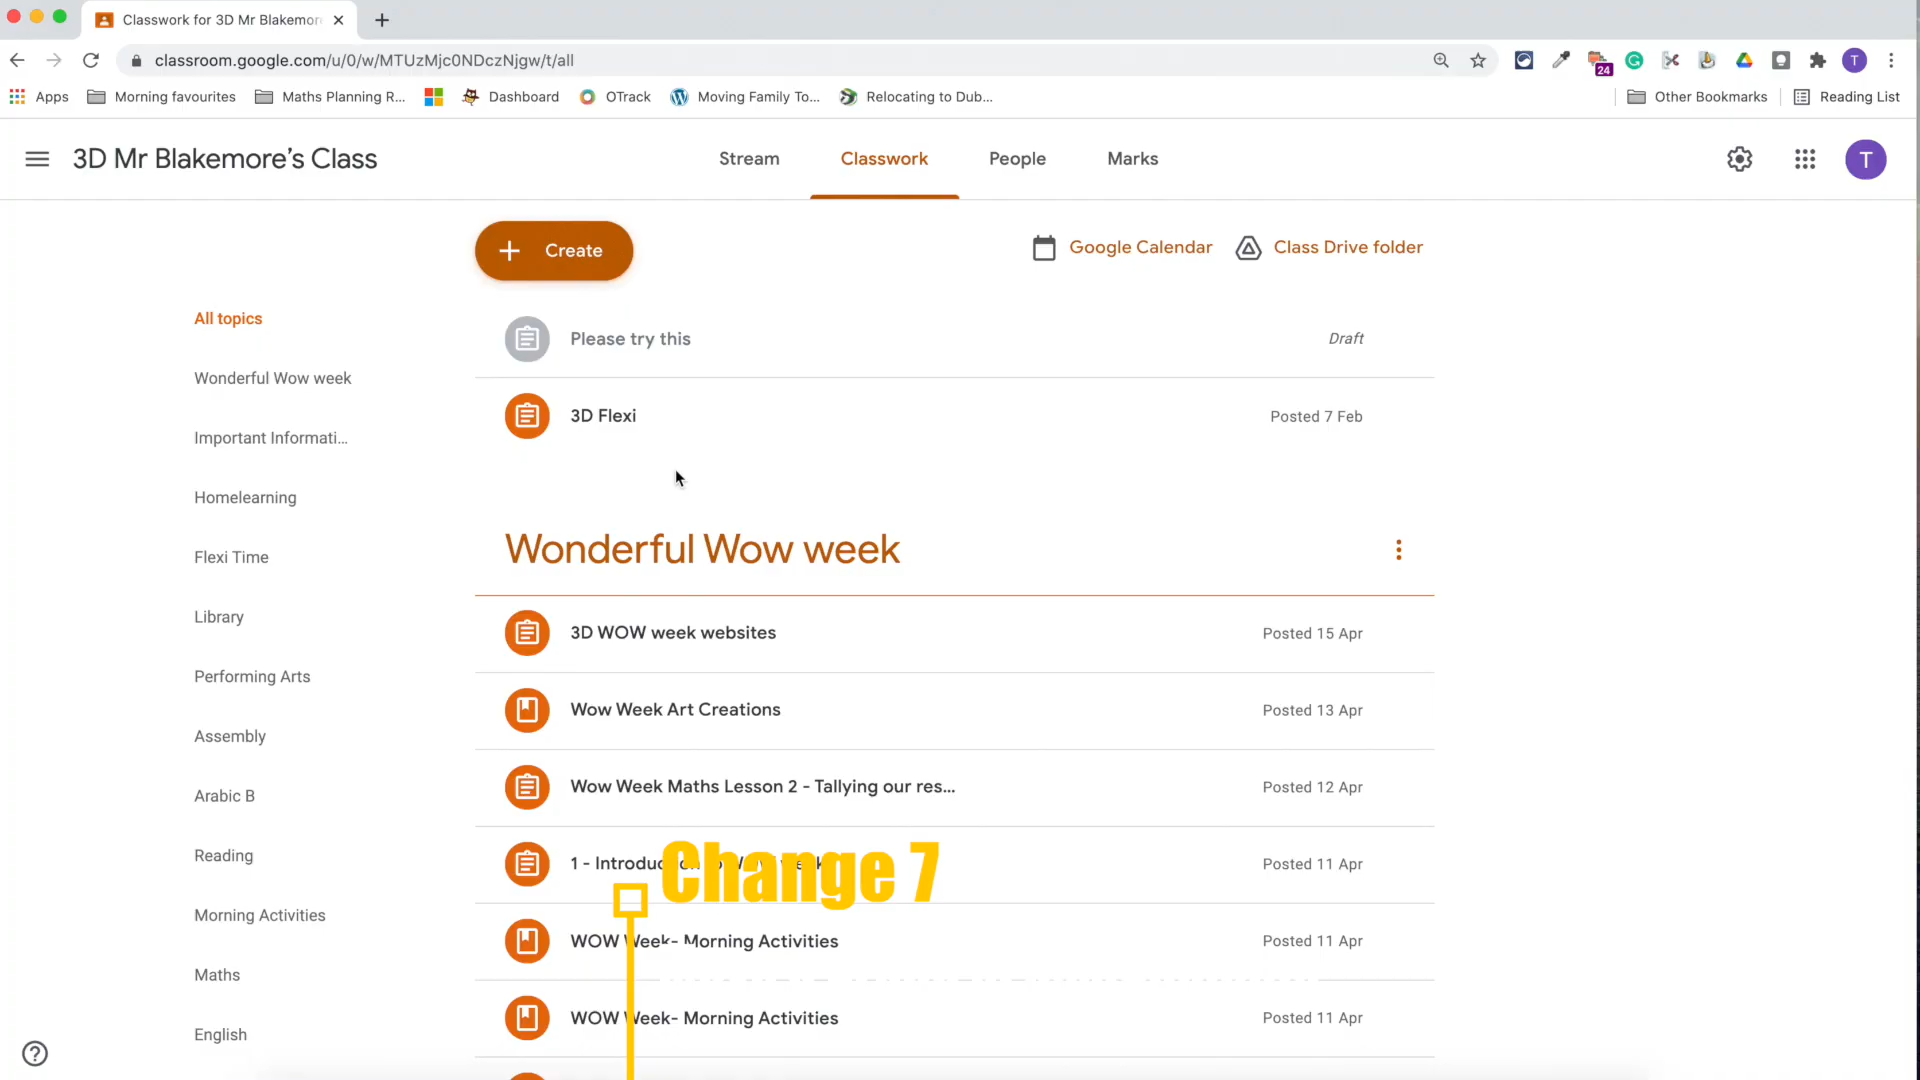 Classwork for 3D Mr Blakemor
classroom.google.com/u/0/w/MTUzMjc0NDczNjgw/t/all
24
T
Apps
Morning favourites
Maths Planning R...
Dashboard
OTrack
Moving Family To...
Relocating to Dub...
Other Bookmarks
Reading List
3D Mr Blakemore's Class
Stream
Classwork
People
Marks
T
Create
Google Calendar
Class Drive folder
All topics
Wonderful Wow week
Important Informati...
Homelearning
Flexi Time
Library
Performing Arts
Assembly
Arabic B
Reading
Morning Activities
Maths
English
Please try this
Draft
3D Flexi
Posted 7 Feb
Wonderful Wow week
3D WOW week websites
Posted 15 Apr
Wow Week Art Creations
Posted 13 Apr
Wow Week Maths Lesson 2 - Tallying our res...
Posted 12 Apr
1 - Introduction
Posted 11 Apr
Change 7
WOW Week- Morning Activities
Posted 11 Apr
WOW Week- Morning Activities
Posted 11 Apr